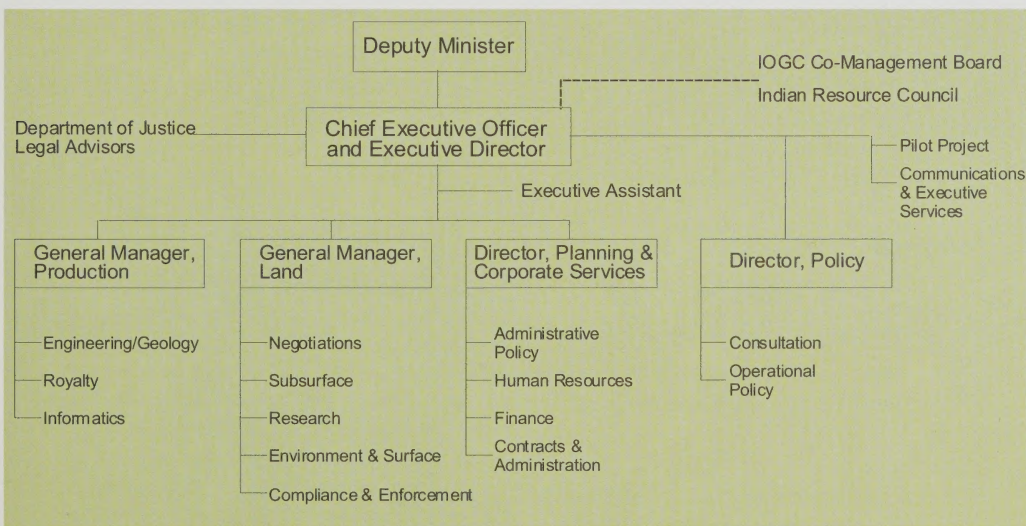 Deputy Minister
IOGC Co-Management Board
Indian Resource Council
Department of Justice
Legal Advisors
Chief Executive Officer
and Executive Director
Pilot Project
Communications
& Executive
Services
Executive Assistant
General Manager,
Production
General Manager,
Land
Director, Planning &
Corporate Services
Director, Policy
Engineering/Geology
Royalty
Informatics
Negotiations
Subsurface
Research
Environment & Surface
Compliance & Enforcement
Administrative
Policy
Human Resources
Finance
Contracts &
Administration
Consultation
Operational
Policy